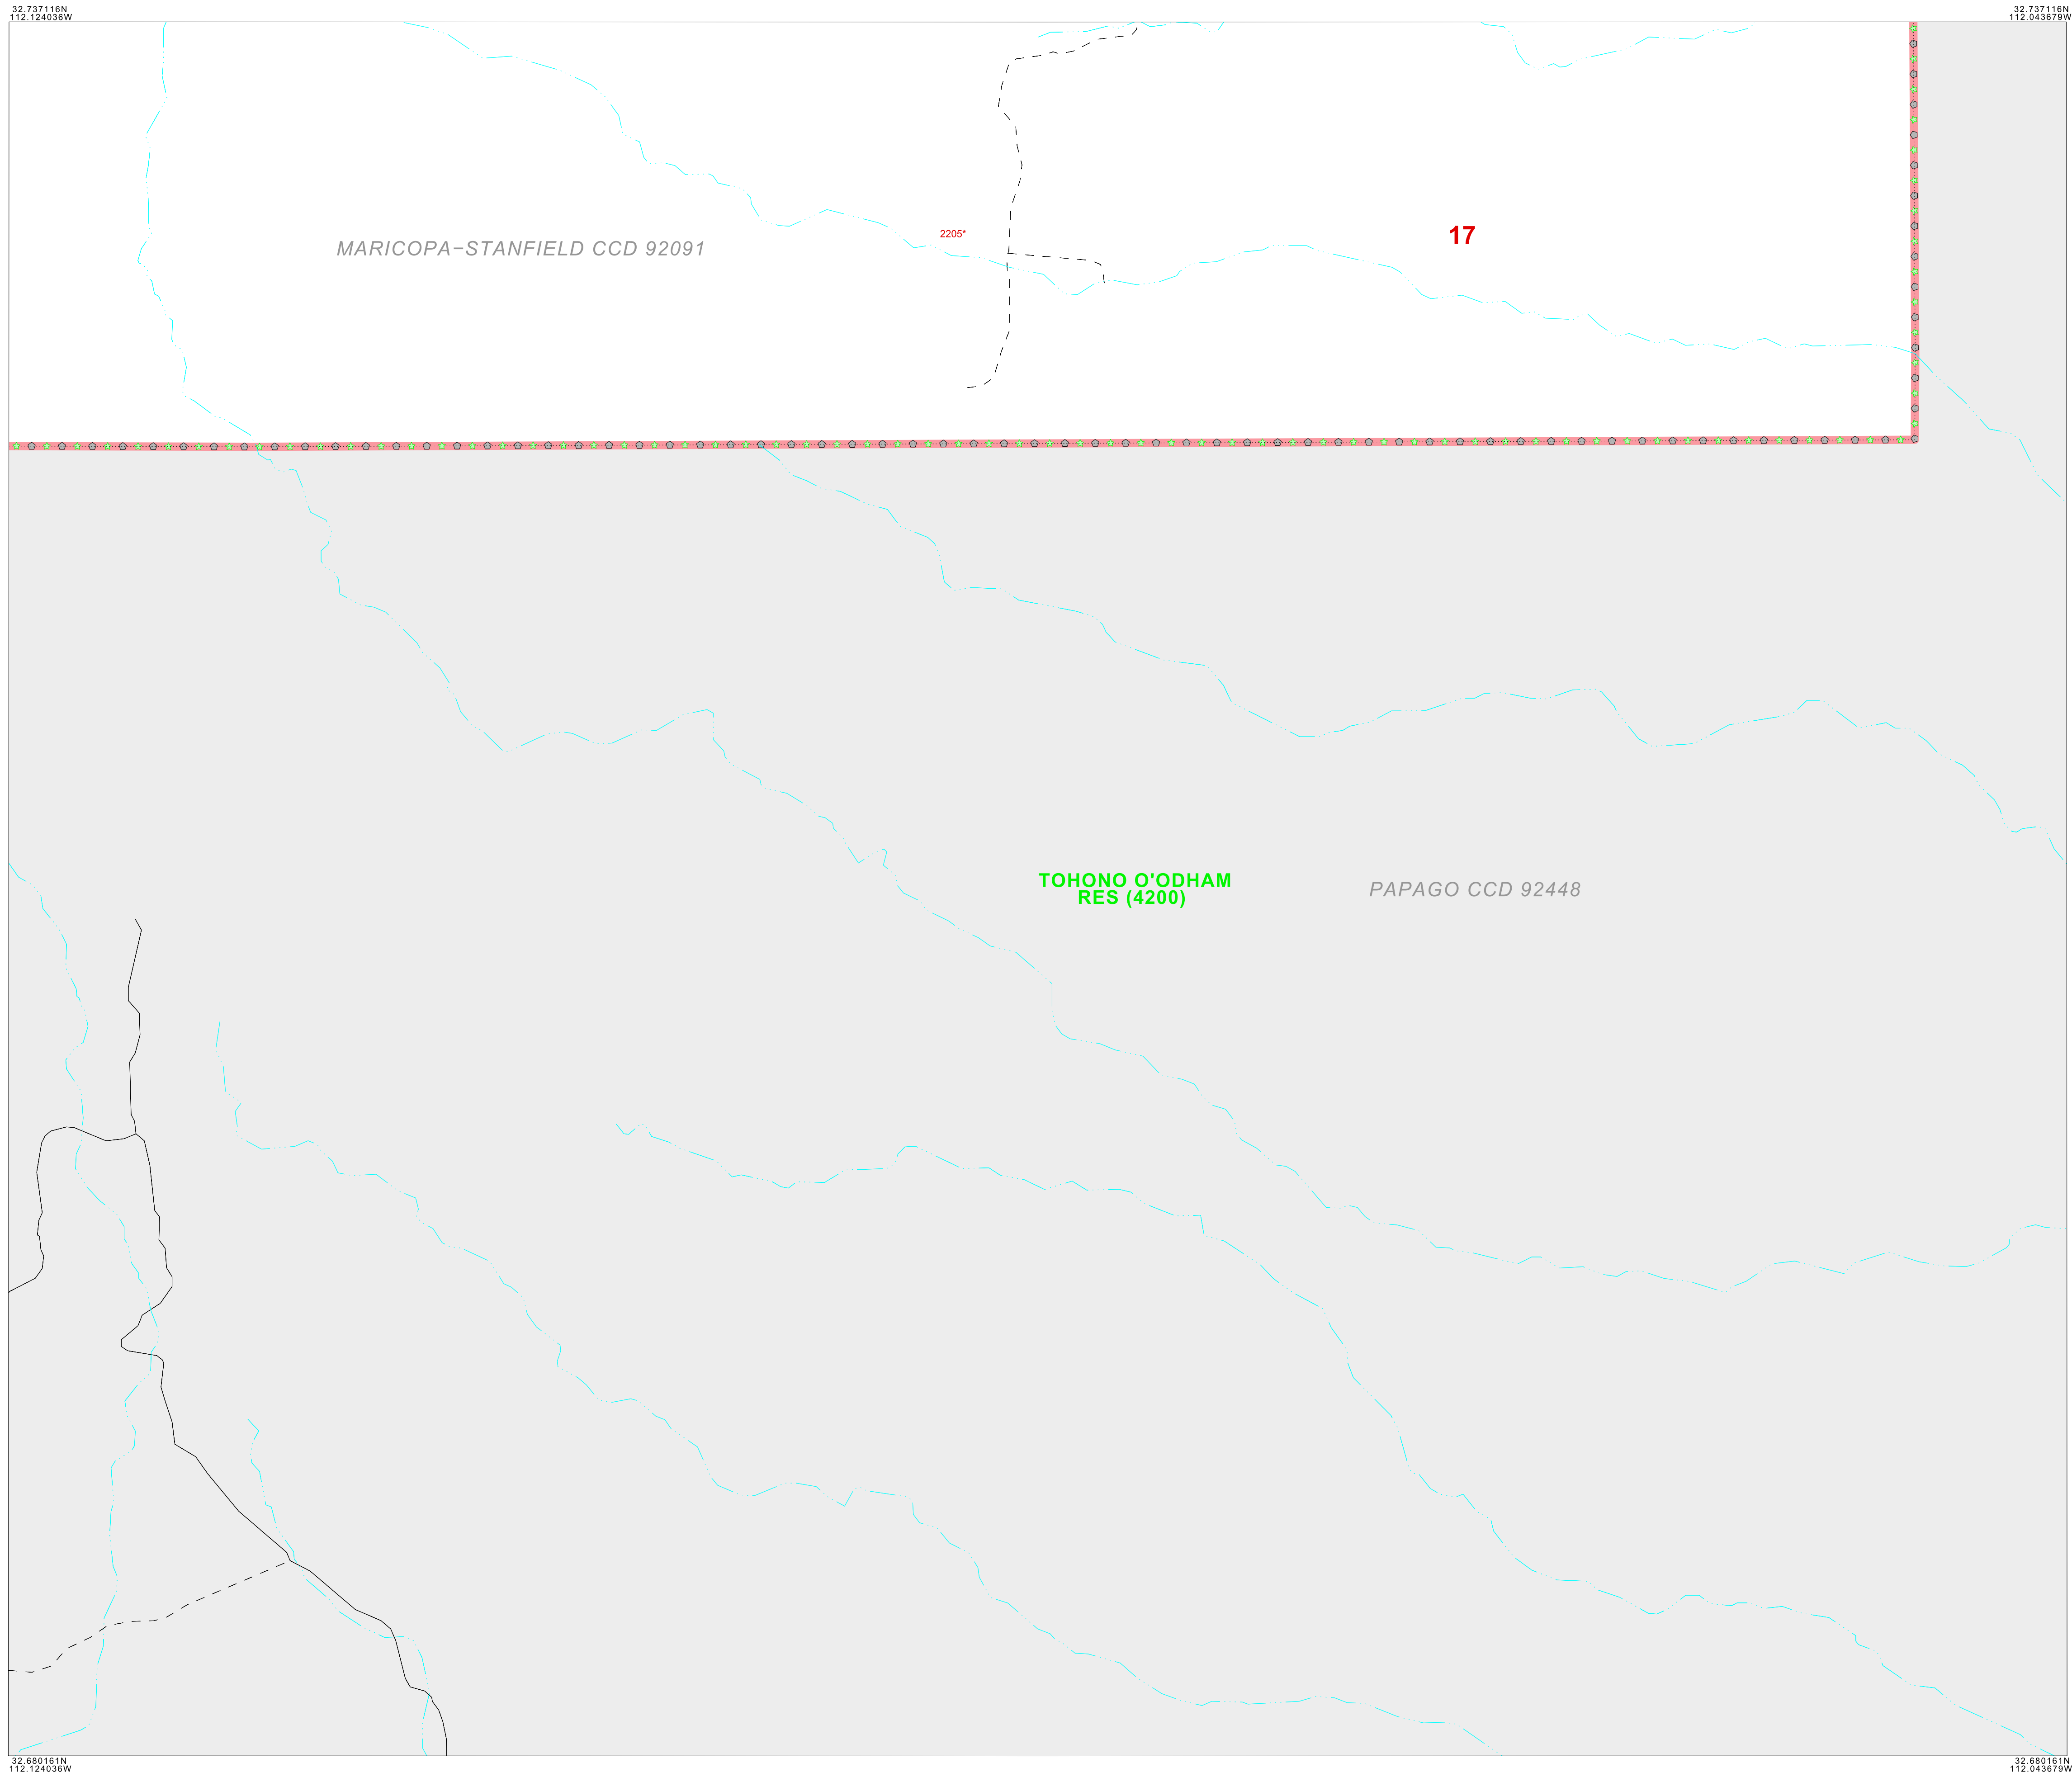 32.737116N
112.124036W
32.737116N
112.043679W
2205*
17
MARICOPA−STANFIELD CCD 92091
TOHONO O'ODHAM
RES (4200)
PAPAGO CCD 92448
32.680161N
112.124036W
32.680161N
112.043679W